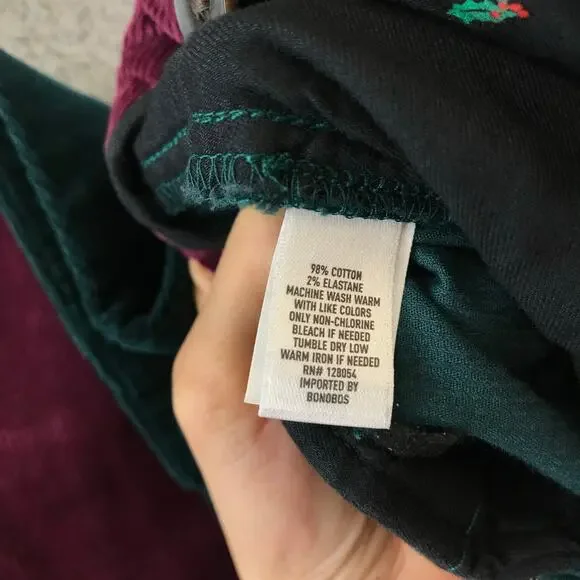 98% COTTON
2% ELASTANE
MACHINE WASH WARM
WITH LIKE COLORS
ONLY NON-CHLORINE
BLEACH IF NEEDED
TUMBLE DRY LOW
WARM IRON IF NEEDED
RN# 128054
IMPORTED BY
BONOBOS